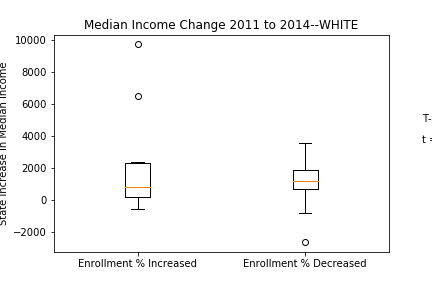 Median Income Change 2011 to 2014--WHITE
10000
8000
6000
4000
2000
0
−2000
State Increase in Median Income
Enrollment % Increased
Enrollment % Decreased
T-
t =